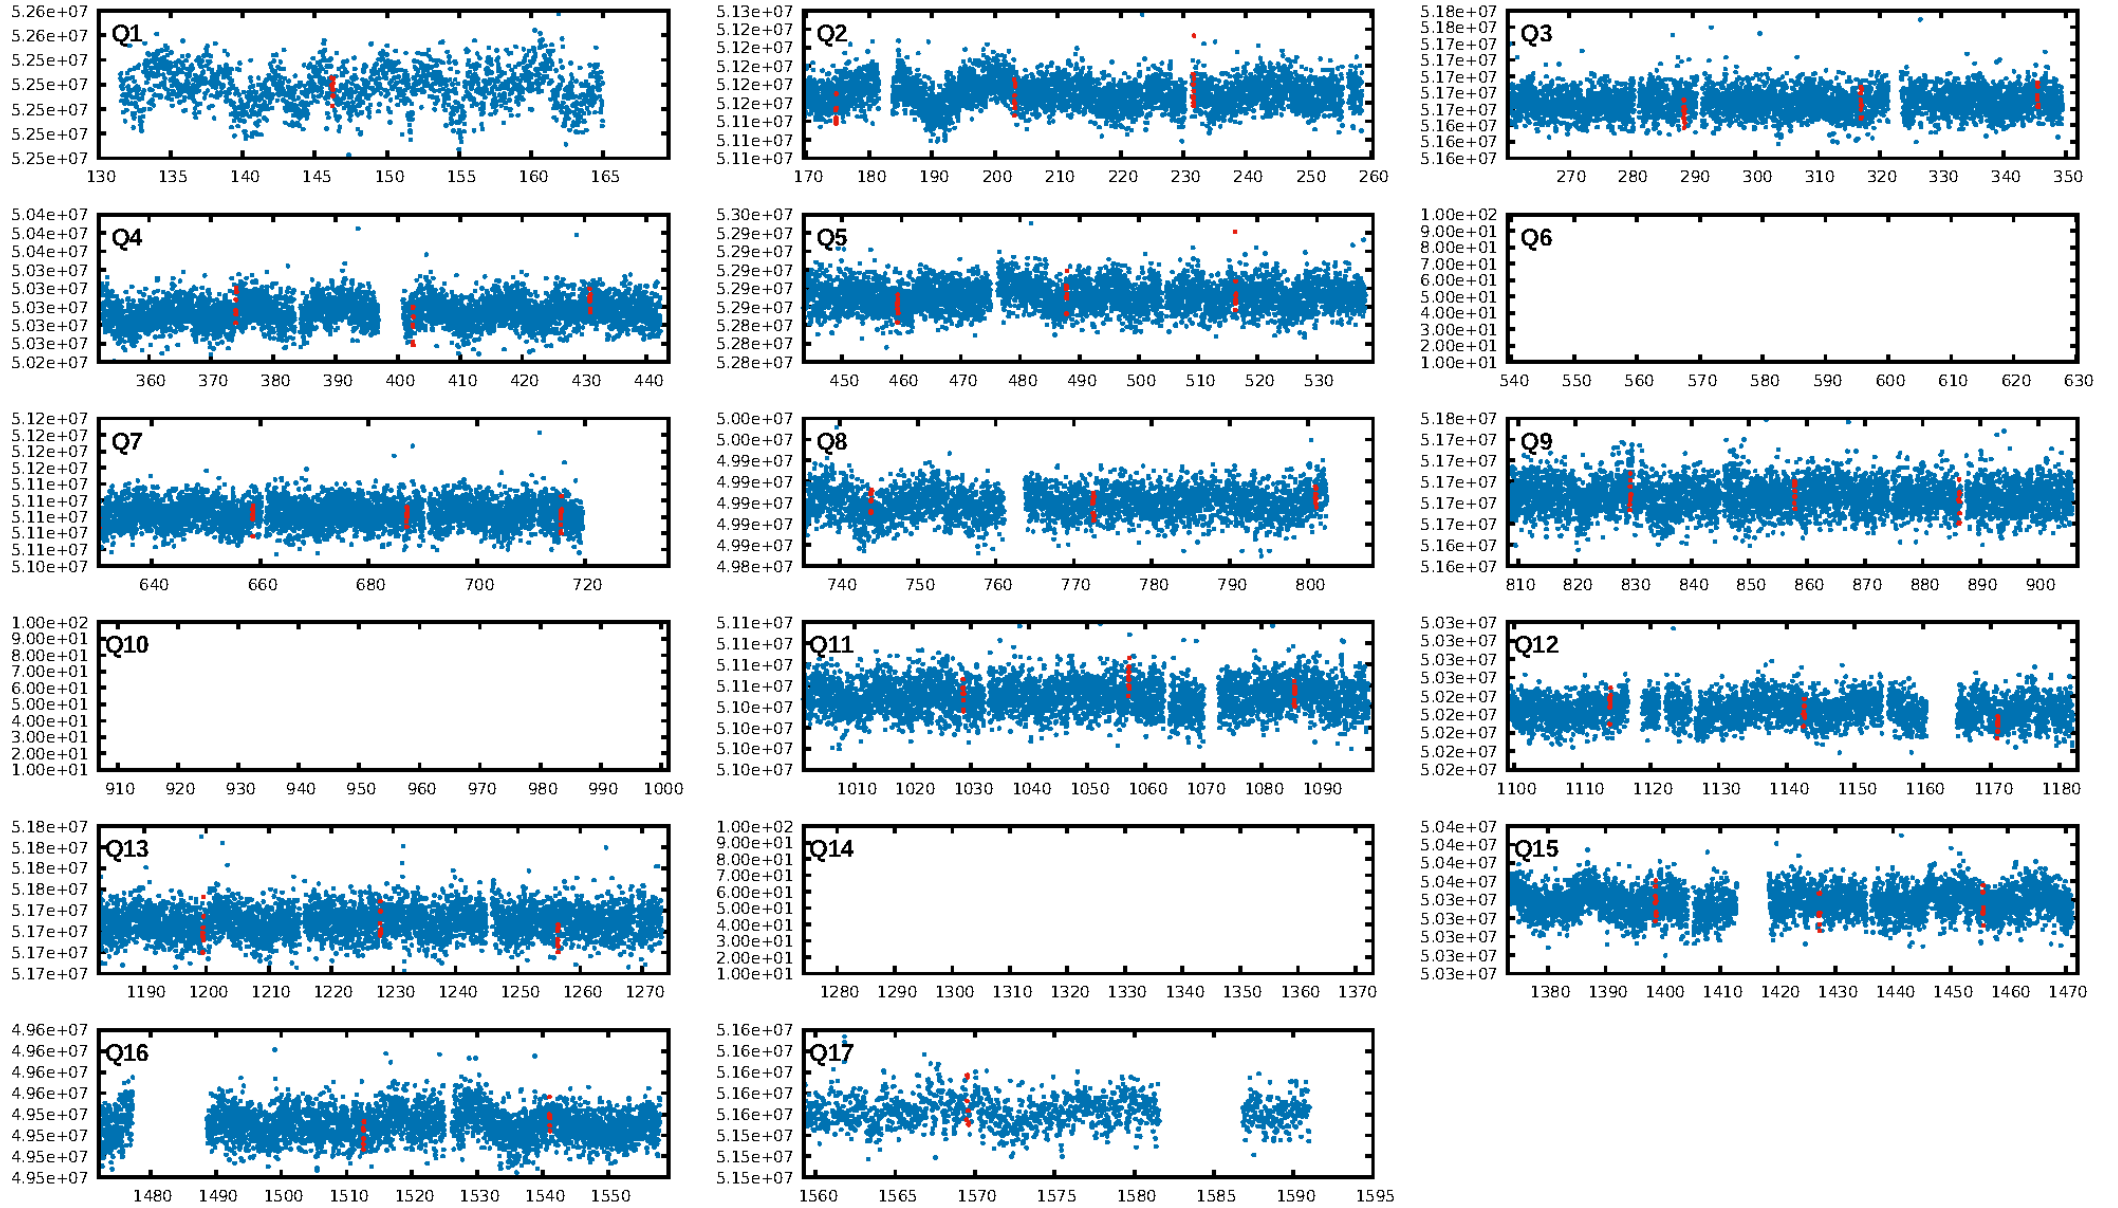 5.26e+07 5.26e+07 5.25e+07 5.25e+07 5.25e+07 5.25e+07 5.25e+07
Q1
130 135 140 145 150 155 160 165
5.13e+07 5.12e+07 5.12e+07 5.12e+07 5.12e+07 5.12e+07 5.11e+07 5.11e+07 5.11e+07
Q2
170 180 190 200 210 220 230 240 250 260
5.18e+07 5.18e+07 5.17e+07 5.17e+07 5.17e+07 5.17e+07 5.17e+07 5.16e+07 5.16e+07 5.16e+07
Q3
270 280 290 300 310 320 330 340 350
5.04e+07 5.04e+07 5.04e+07 5.03e+07 5.03e+07 5.03e+07 5.03e+07 5.03e+07 5.02e+07
Q4
360 370 380 390 400 410 420 430 440
5.30e+07 5.29e+07 5.29e+07 5.29e+07 5.29e+07 5.29e+07 5.28e+07 5.28e+07 5.28e+07
Q5
450 460 470 480 490 500 510 520 530
1.00e+02 9.00e+01 8.00e+01 7.00e+01 6.00e+01 5.00e+01 4.00e+01 3.00e+01 2.00e+01 1.00e+01
Q6
540 550 560 570 580 590 600 610 620 630
5.12e+07 5.12e+07 5.12e+07 5.12e+07 5.11e+07 5.11e+07 5.11e+07 5.11e+07 5.11e+07 5.10e+07
Q7
640 660 680 700 720
5.00e+07 5.00e+07 4.99e+07 4.99e+07 4.99e+07 4.99e+07 4.99e+07 4.98e+07
Q8
740 750 760 770 780 790 800
5.18e+07 5.17e+07 5.17e+07 5.17e+07 5.17e+07 5.17e+07 5.16e+07 5.16e+07
Q9
810 820 830 840 850 860 870 880 890 900
1.00e+02 9.00e+01 8.00e+01 7.00e+01 6.00e+01 5.00e+01 4.00e+01 3.00e+01 2.00e+01 1.00e+01
Q10
910 920 930 940 950 960 970 980 990 1000
5.11e+07 5.11e+07 5.11e+07 5.11e+07 5.10e+07 5.10e+07 5.10e+07 5.10e+07
Q11
1010 1020 1030 1040 1050 1060 1070 1080 1090
5.03e+07 5.03e+07 5.03e+07 5.03e+07 5.02e+07 5.02e+07 5.02e+07 5.02e+07 5.02e+07
Q12
1100 1110 1120 1130 1140 1150 1160 1170 1180
5.18e+07 5.18e+07 5.18e+07 5.18e+07 5.17e+07 5.17e+07 5.17e+07 5.17e+07
Q13
1190 1200 1210 1220 1230 1240 1250 1260 1270
1.00e+02 9.00e+01 8.00e+01 7.00e+01 6.00e+01 5.00e+01 4.00e+01 3.00e+01 2.00e+01 1.00e+01
Q14
1280 1290 1300 1310 1320 1330 1340 1350 1360 1370
5.04e+07 5.04e+07 5.04e+07 5.04e+07 5.03e+07 5.03e+07 5.03e+07 5.03e+07 5.03e+07
Q15
1380 1390 1400 1410 1420 1430 1440 1450 1460 1470
4.96e+07 4.96e+07 4.96e+07 4.96e+07 4.95e+07 4.95e+07 4.95e+07 4.95e+07
Q16
1480 1490 1500 1510 1520 1530 1540 1550
5.16e+07 5.16e+07 5.16e+07 5.16e+07 5.15e+07 5.15e+07 5.15e+07
Q17
1560 1565 1570 1575 1580 1585 1590 1595